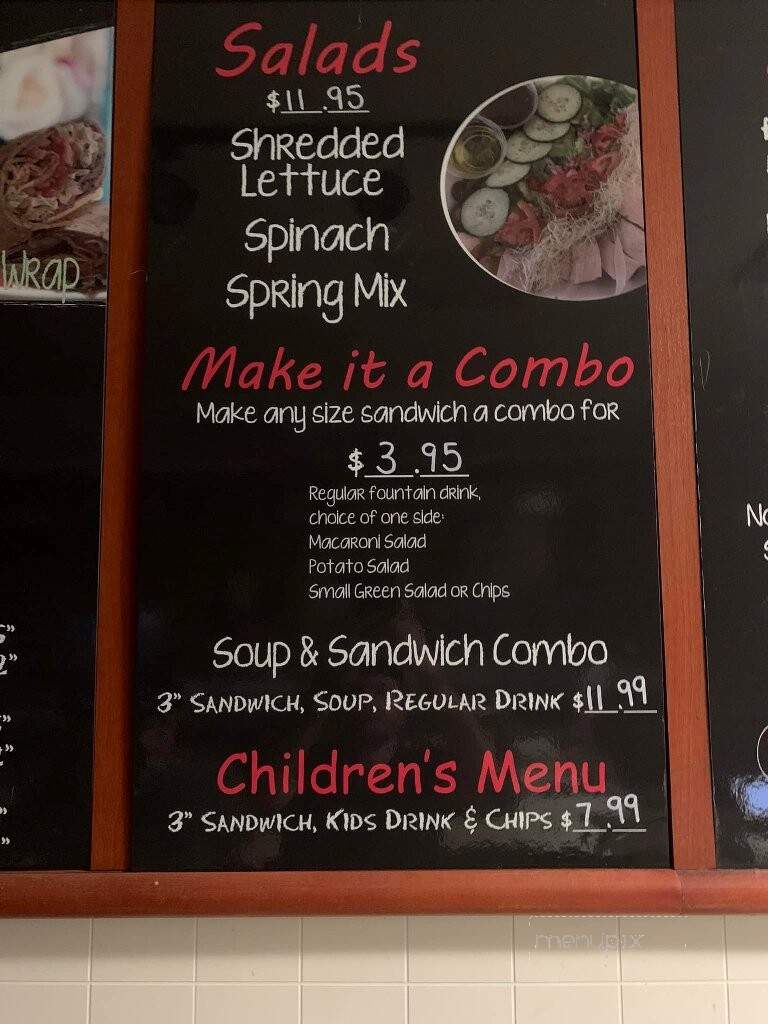 Salads
$11.95
Shredded
Lettuce
Spinach
Spring Mix
Wrap
Make it a Combo
Make any size sandwich a combo for
$3.95
Regular fountain drink,
choice of one side:
Macaroni Salad
Potato Salad
Small Green Salad or Chips
Soup & Sandwich Combo
3" Sandwich, Soup, Regular Drink $11.99
Children's Menu
3" Sandwich, Kids Drink & Chips $7.99
menupix